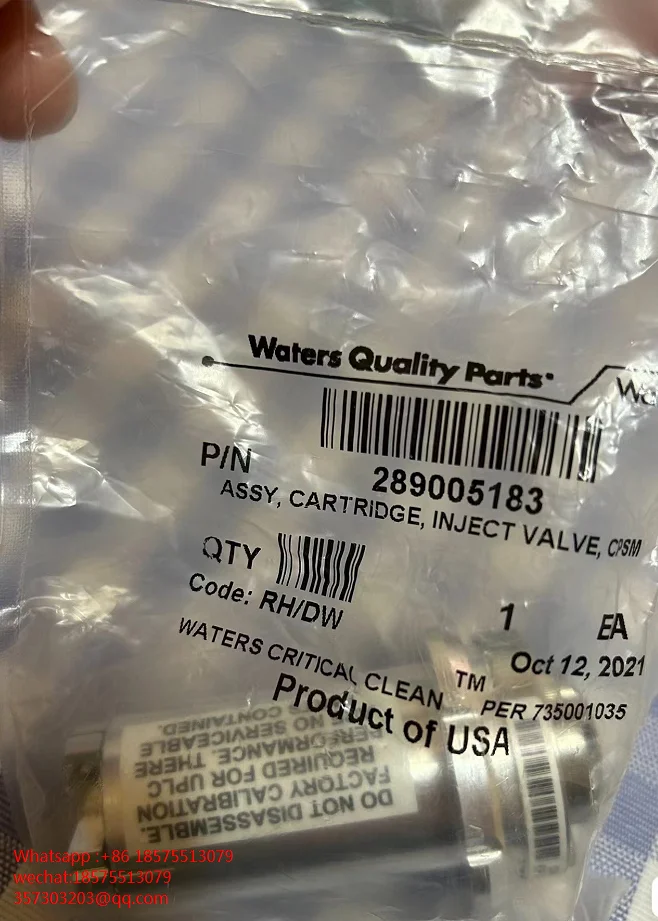 Waters Quality Parts
P/N
289005183
ASSY, CARTRIDGE, INJECT VALVE, CPSM
QTY
Code: RH/DW
1 EA
Oct 12, 2021
WATERS CRITICAL CLEAN ™
PER 735001035
Product of USA
DO NOT DISASSEMBLE.
FACTORY CALIBRATION
REQUIRED FOR UPLC
PERFORMANCE. THERE
NO SERVICEABLE
CONTAINED.
Whatsapp :+86 18575513079
wechat:18575513079
357303203@qq.com